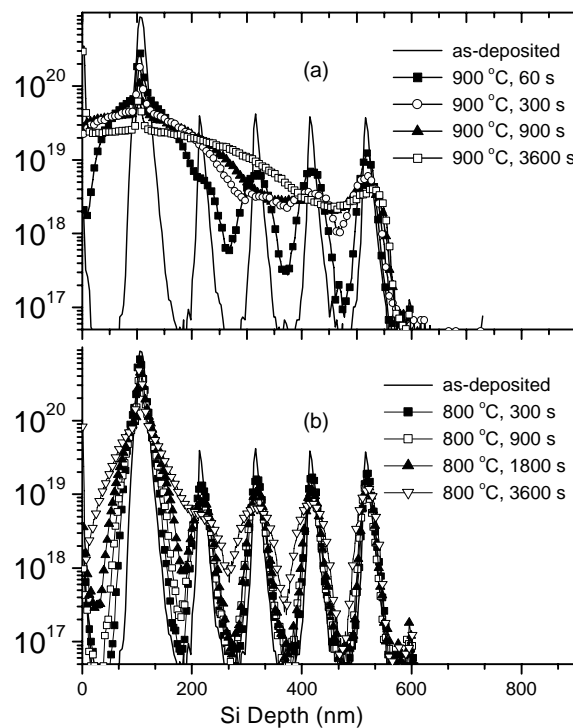 (a)
as-deposited
900 °C, 60 s
900 °C, 300 s
900 °C, 900 s
900 °C, 3600 s
10^20
10^19
10^18
10^17
(b)
as-deposited
800 °C, 300 s
800 °C, 900 s
800 °C, 1800 s
800 °C, 3600 s
10^20
10^19
10^18
10^17
0 200 400 600 800
Si Depth (nm)